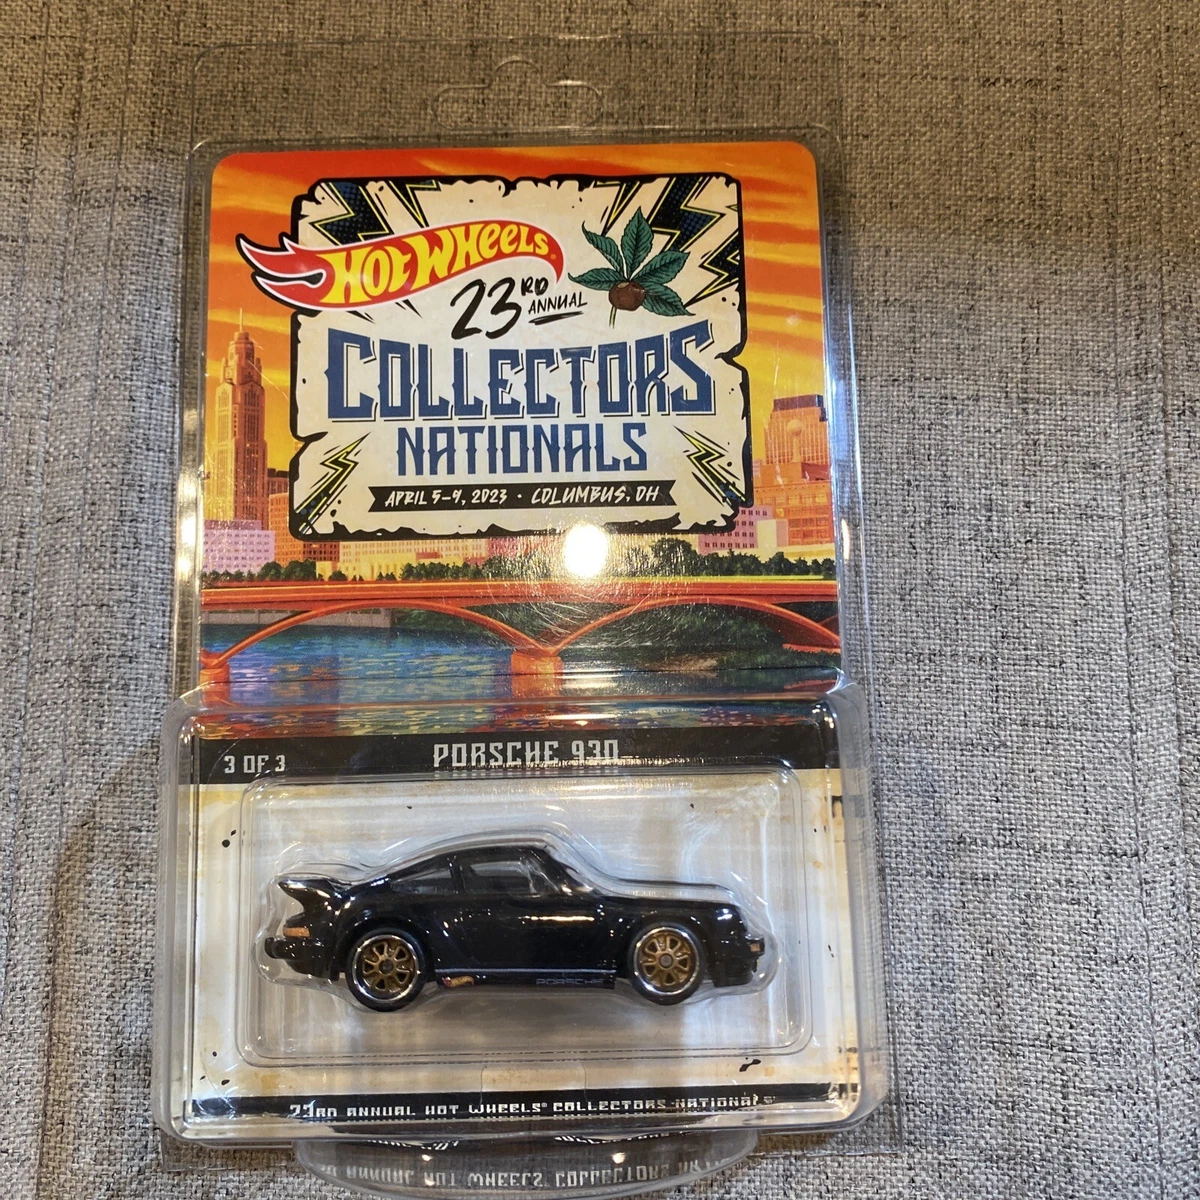 HOT WHEELS
23RD ANNUAL
COLLECTORS
NATIONALS
APRIL 5-9, 2023 • COLUMBUS, OH
3 OF 3
PORSCHE 930
PORSCHE
23RD ANNUAL HOT WHEELS® COLLECTORS NATIONALS